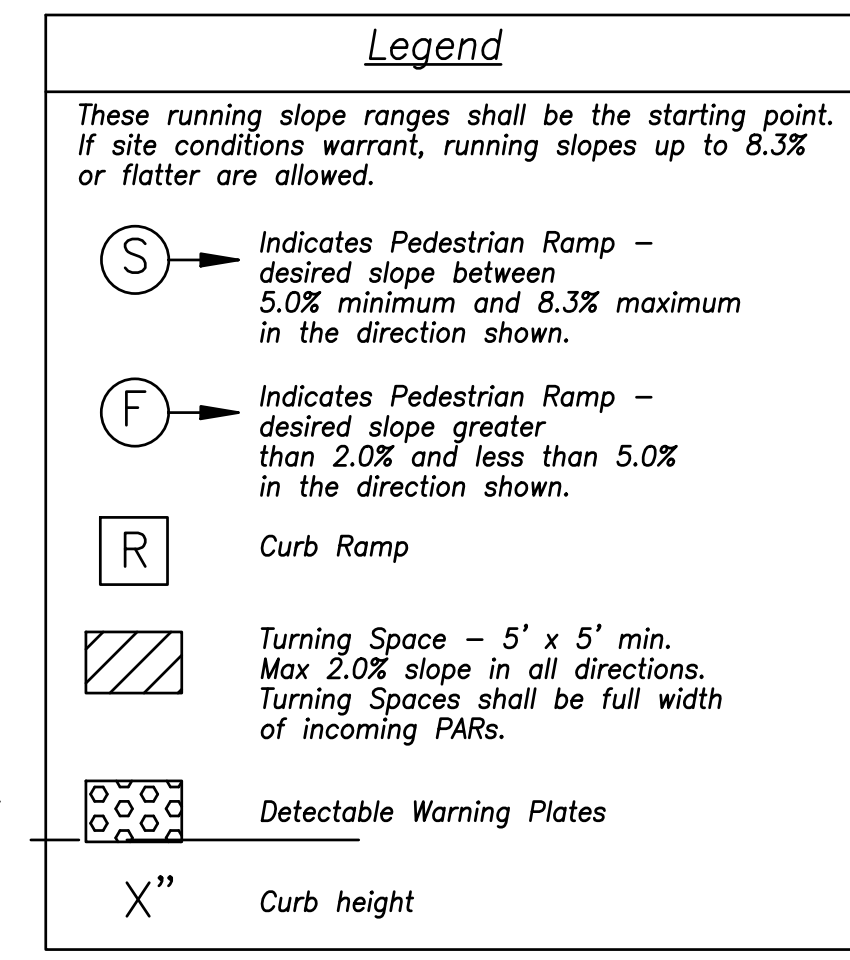 Legend
These running slope ranges shall be the starting point.
If site conditions warrant, running slopes up to 8.3%
or flatter are allowed.
S
Indicates Pedestrian Ramp –
desired slope between
5.0% minimum and 8.3% maximum
in the direction shown.
F
Indicates Pedestrian Ramp –
desired slope greater
than 2.0% and less than 5.0%
in the direction shown.
R
Curb Ramp
Turning Space – 5' x 5' min.
Max 2.0% slope in all directions.
Turning Spaces shall be full width
of incoming PARs.
Detectable Warning Plates
X"
Curb height